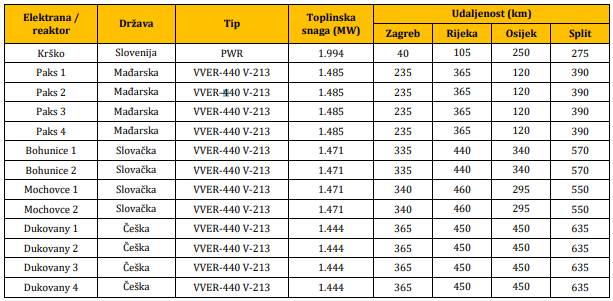 Elektrana / reaktor Država Tip Toplinska snaga (MW) Udaljenost (km)
Zagreb Rijeka Osijek Split
Krško Slovenija PWR 1.994 40 105 250 275
Paks 1 Mađarska VVER-440 V-213 1.485 235 365 120 390
Paks 2 Mađarska VVER-440 V-213 1.485 235 365 120 390
Paks 3 Mađarska VVER-440 V-213 1.485 235 365 120 390
Paks 4 Mađarska VVER-440 V-213 1.485 235 365 120 390
Bohunice 1 Slovačka VVER-440 V-213 1.471 335 440 340 570
Bohunice 2 Slovačka VVER-440 V-213 1.471 335 440 340 570
Mochovce 1 Slovačka VVER-440 V-213 1.471 340 460 295 550
Mochovce 2 Slovačka VVER-440 V-213 1.471 340 460 295 550
Dukovany 1 Češka VVER-440 V-213 1.444 365 450 450 635
Dukovany 2 Češka VVER-440 V-213 1.444 365 450 450 635
Dukovany 3 Češka VVER-440 V-213 1.444 365 450 450 635
Dukovany 4 Češka VVER-440 V-213 1.444 365 450 450 635